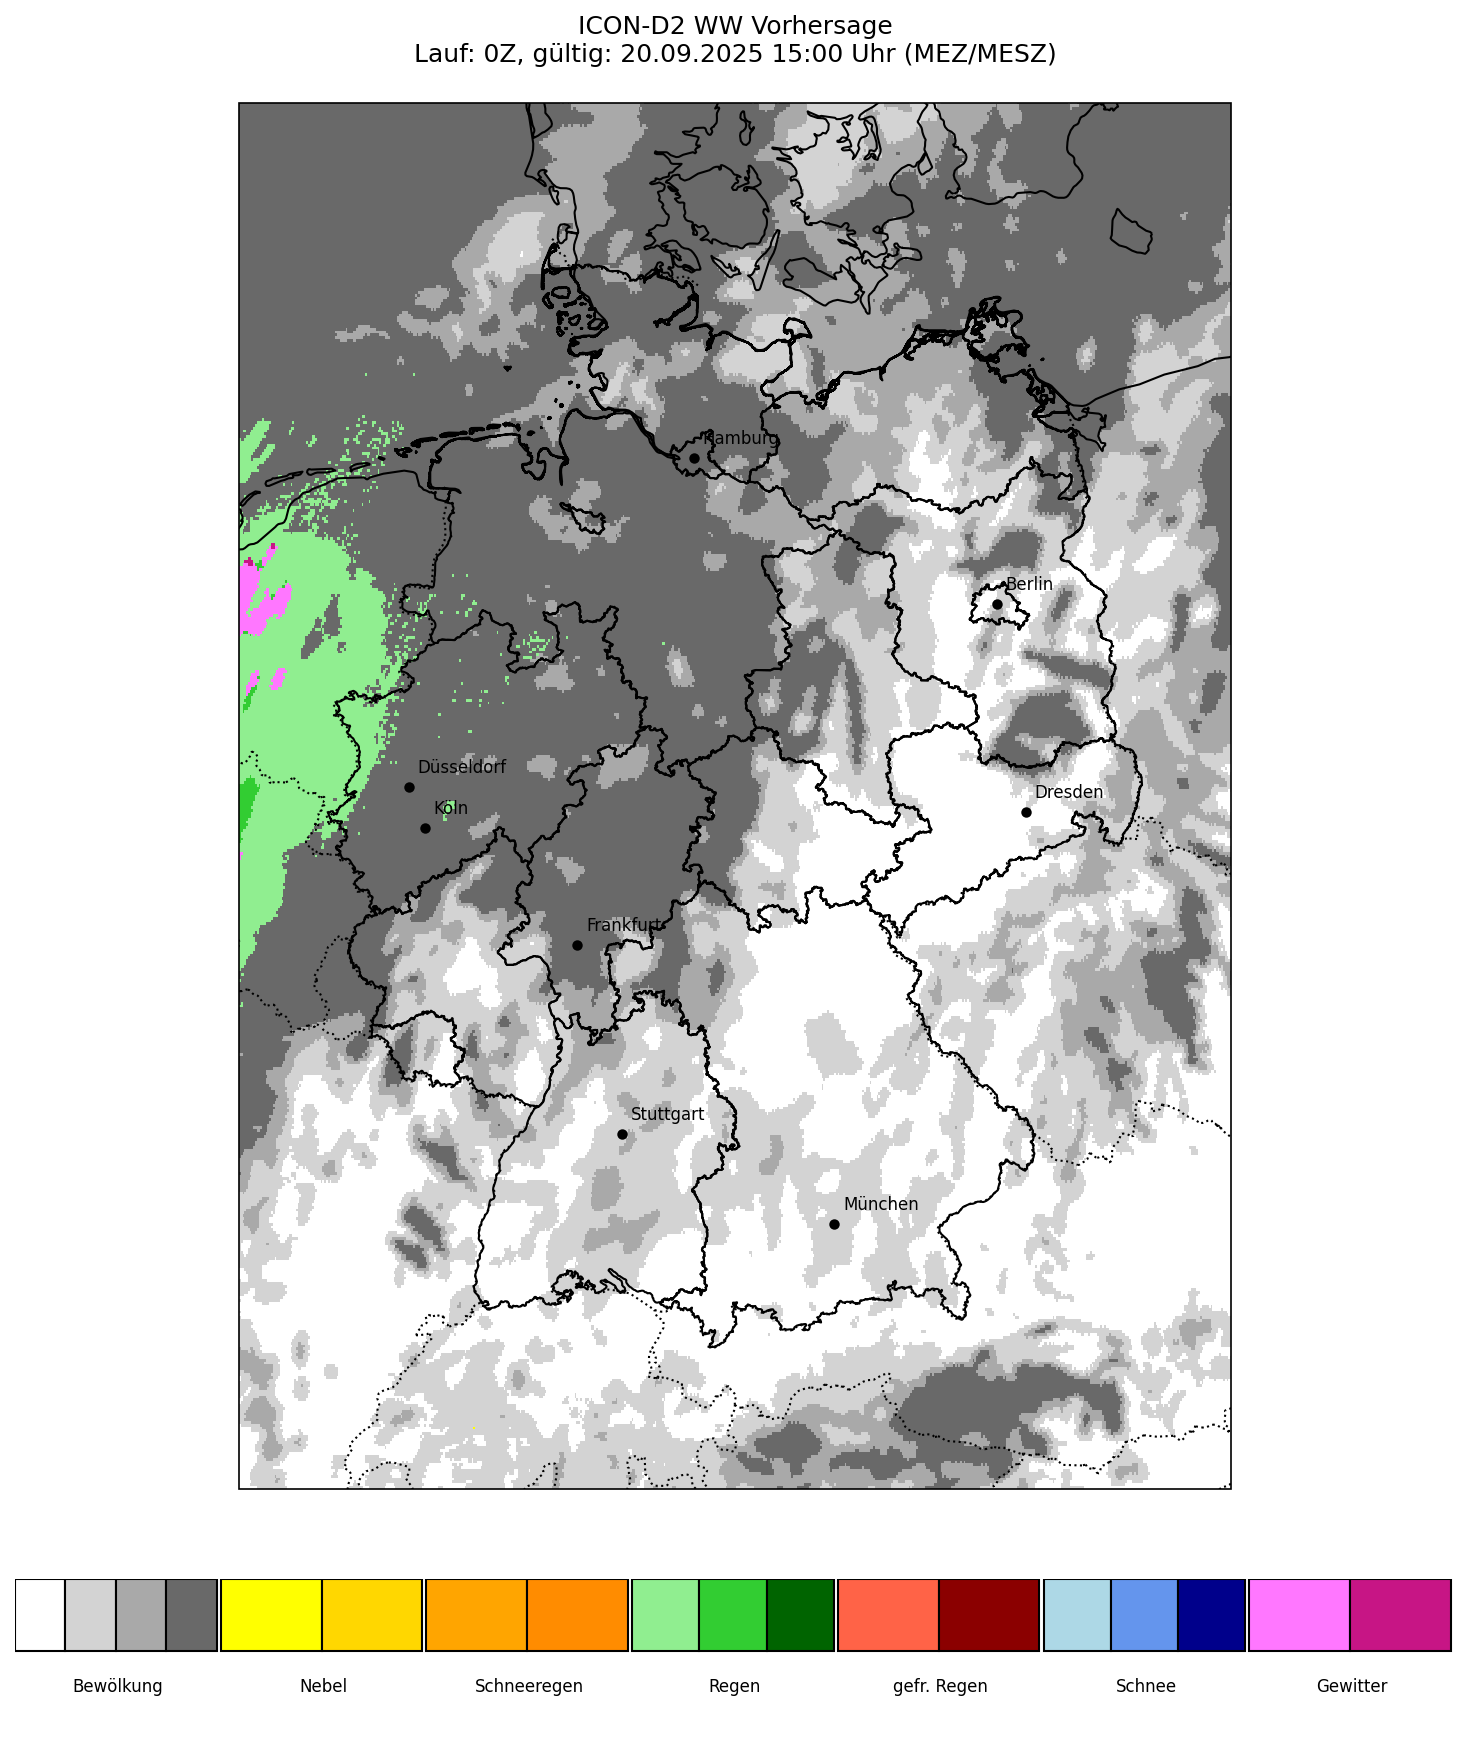 ICON-D2 WW Vorhersage
Lauf: 0Z, gültig: 20.09.2025 15:00 Uhr (MEZ/MESZ)
Hamburg
Berlin
Düsseldorf
Dresden
Köln
Frankfurt
Stuttgart
München
Bewölkung
Nebel
Schneeregen
Regen
gefr. Regen
Schnee
Gewitter